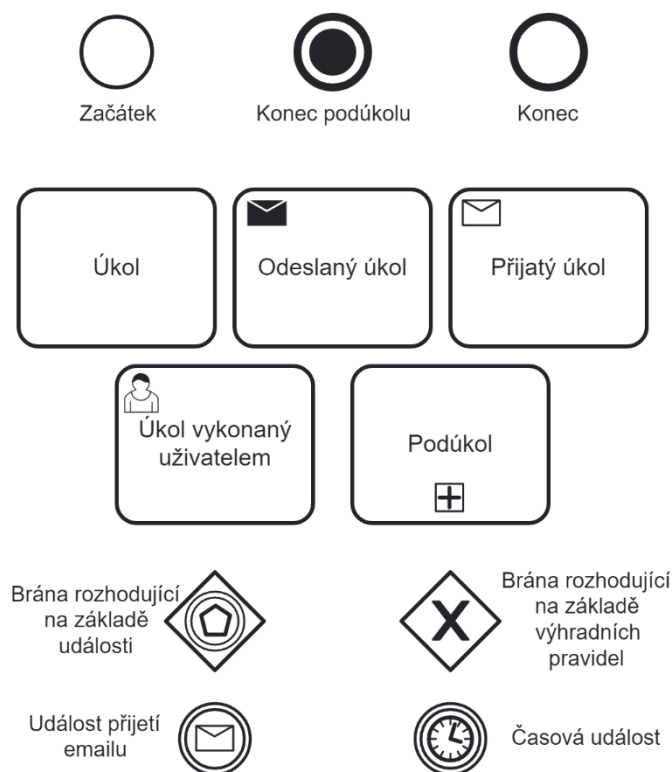 Začátek
Konec podúkolu
Konec
Úkol
Odeslaný úkol
Přijatý úkol
Úkol vykonaný
uživatelem
Podúkol
Brána rozhodující
na základě
události
Brána rozhodující
na základě
výhradních
pravidel
Událost přijetí
emailu
Časová událost